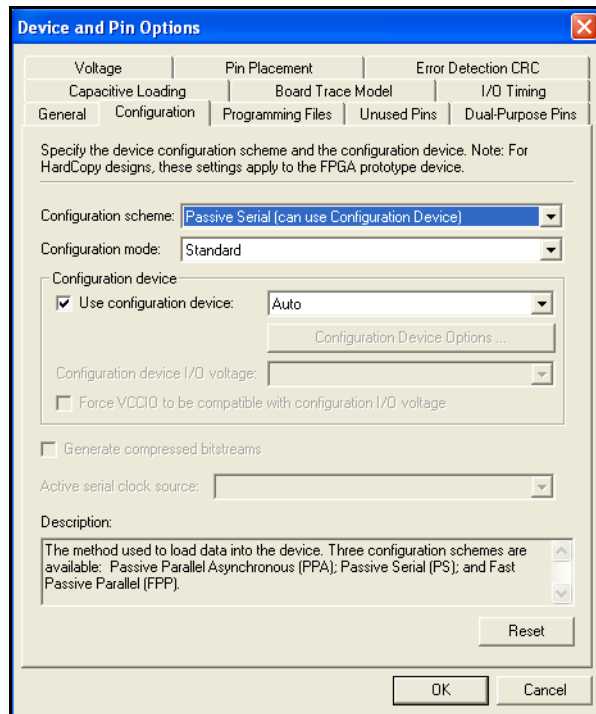 Device and Pin Options
Voltage Pin Placement Error Detection CRC
Capacitive Loading Board Trace Model I/O Timing
General Configuration Programming Files Unused Pins Dual-Purpose Pins
Specify the device configuration scheme and the configuration device. Note: For
HardCopy designs, these settings apply to the FPGA prototype device.
Configuration scheme: Passive Serial (can use Configuration Device)
Configuration mode: Standard
Configuration device
Use configuration device: Auto
Configuration Device Options ...
Configuration device I/O voltage:
Force VCCIO to be compatible with configuration I/O voltage
Generate compressed bitstreams
Active serial clock source:
Description:
The method used to load data into the device. Three configuration schemes are
available: Passive Parallel Asynchronous (PPA); Passive Serial (PS); and Fast
Passive Parallel (FPP).
Reset
OK Cancel